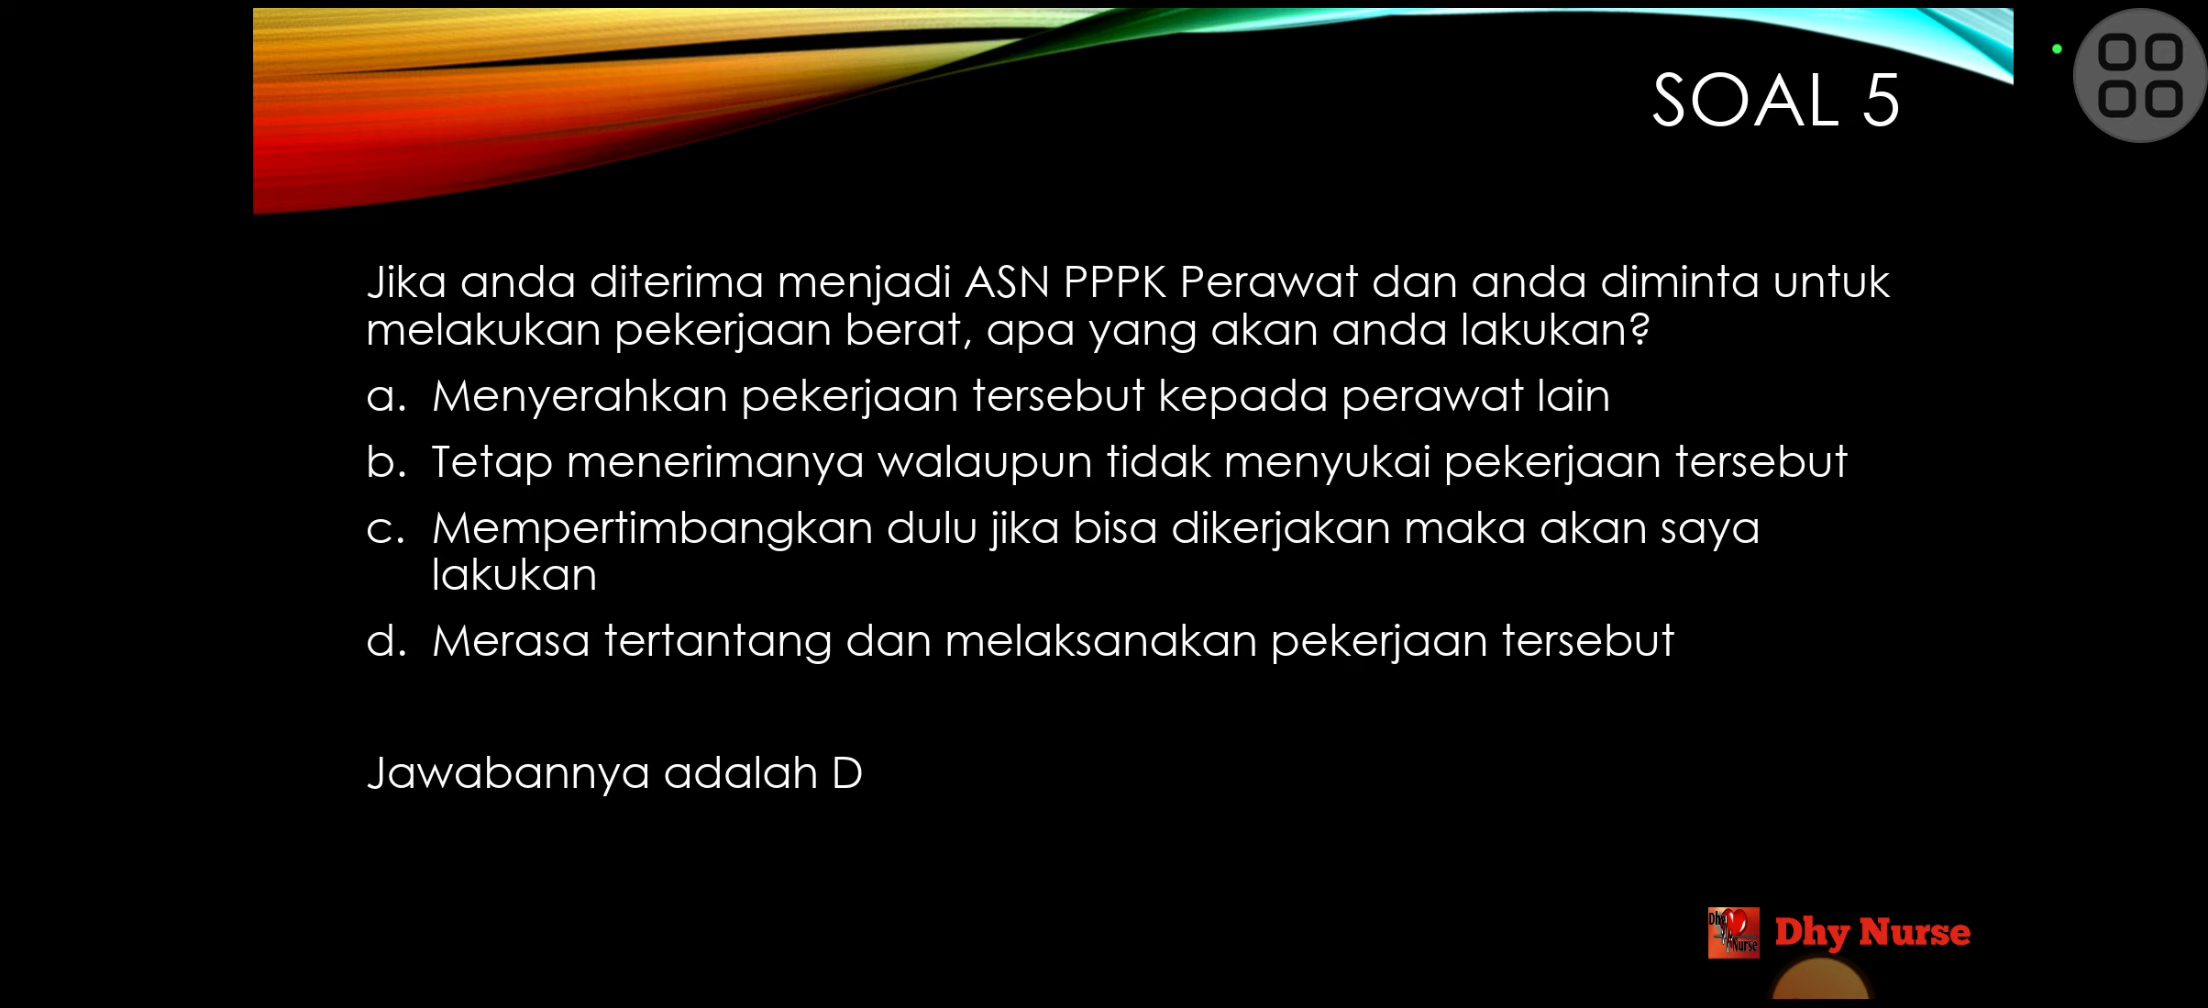 SOAL 5
Jika anda diterima menjadi ASN PPPK Perawat dan anda diminta untuk
melakukan pekerjaan berat, apa yang akan anda lakukan?
a. Menyerahkan pekerjaan tersebut kepada perawat lain
b. Tetap menerimanya walaupun tidak menyukai pekerjaan tersebut
c. Mempertimbangkan dulu jika bisa dikerjakan maka akan saya
lakukan
d. Merasa tertantang dan melaksanakan pekerjaan tersebut
Jawabannya adalah D
Dhy
Nurse
Dhy Nurse